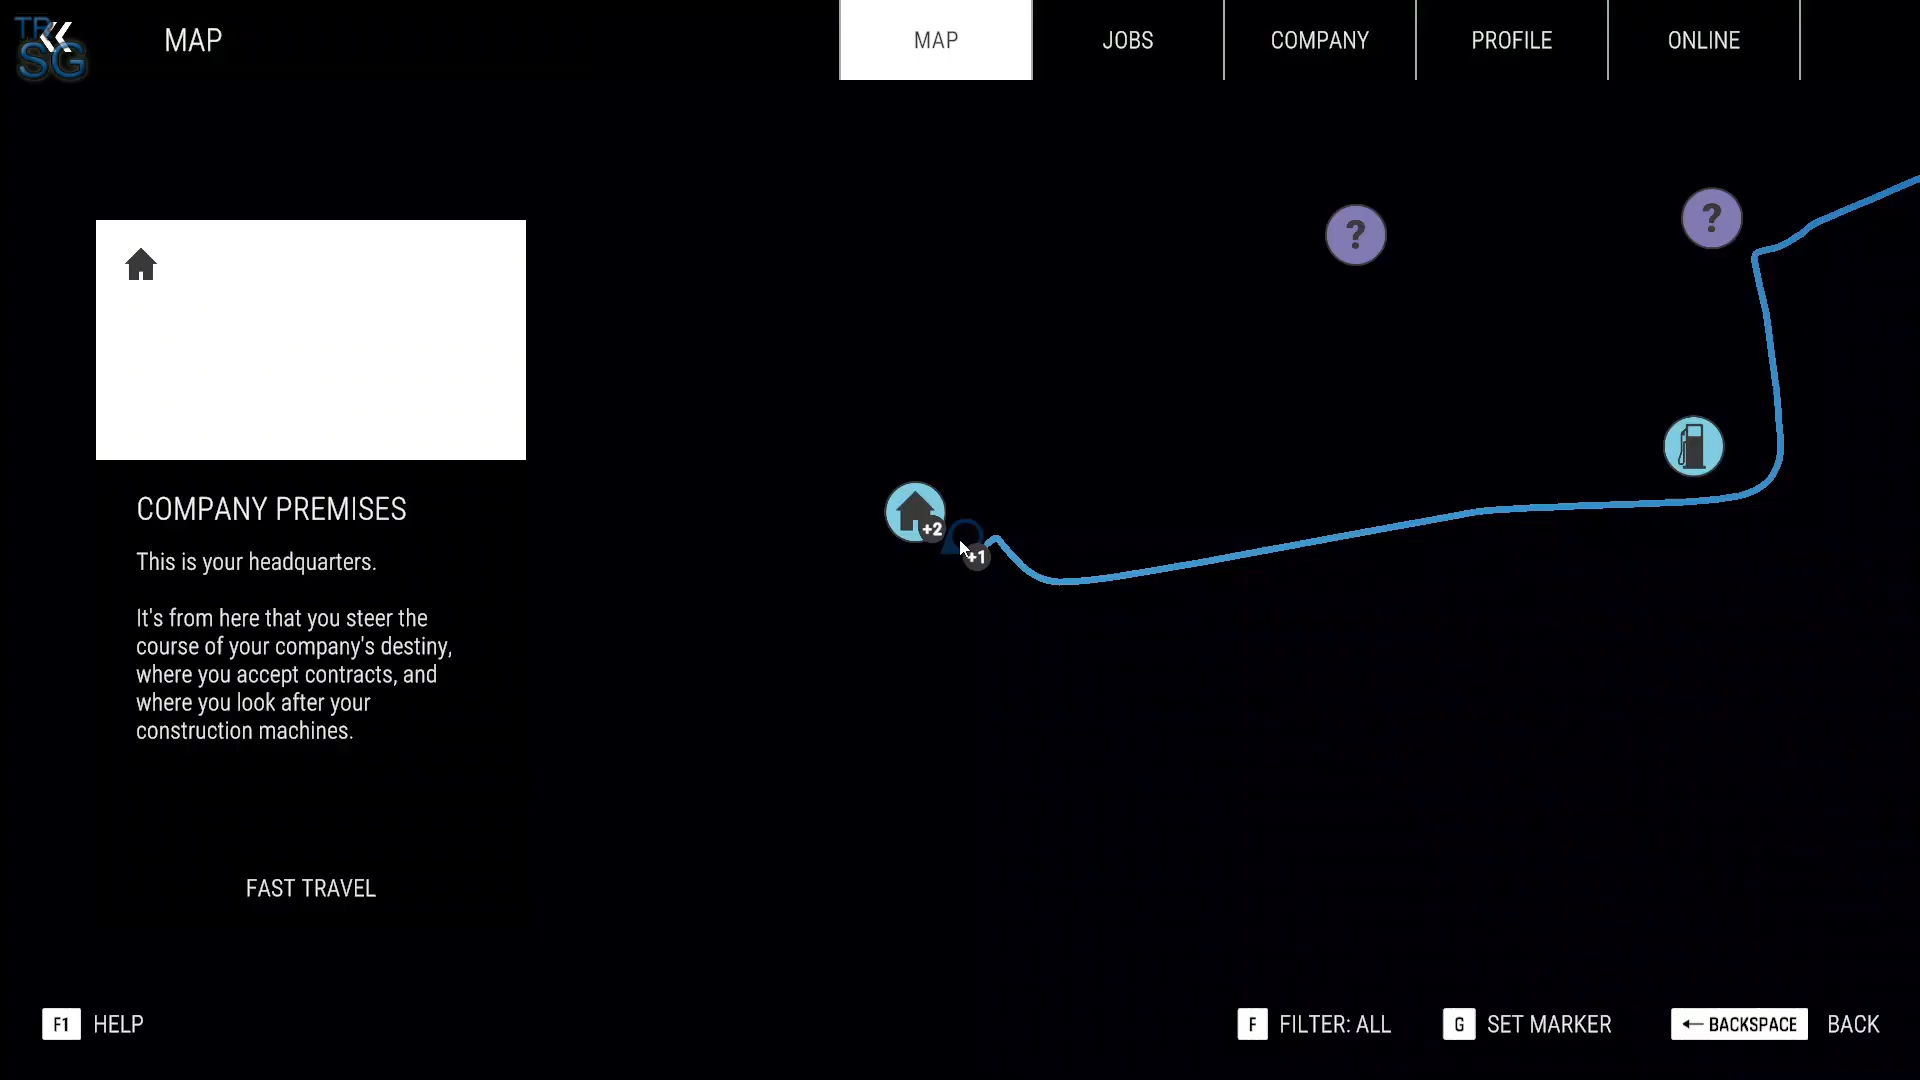 TR
SG
MAP
MAP
JOBS
COMPANY
PROFILE
ONLINE
?
?
+2
+1
COMPANY PREMISES
This is your headquarters.
It's from here that you steer the
course of your company's destiny,
where you accept contracts, and
where you look after your
construction machines.
FAST TRAVEL
F1 HELP
F FILTER: ALL
G SET MARKER
← BACKSPACE BACK